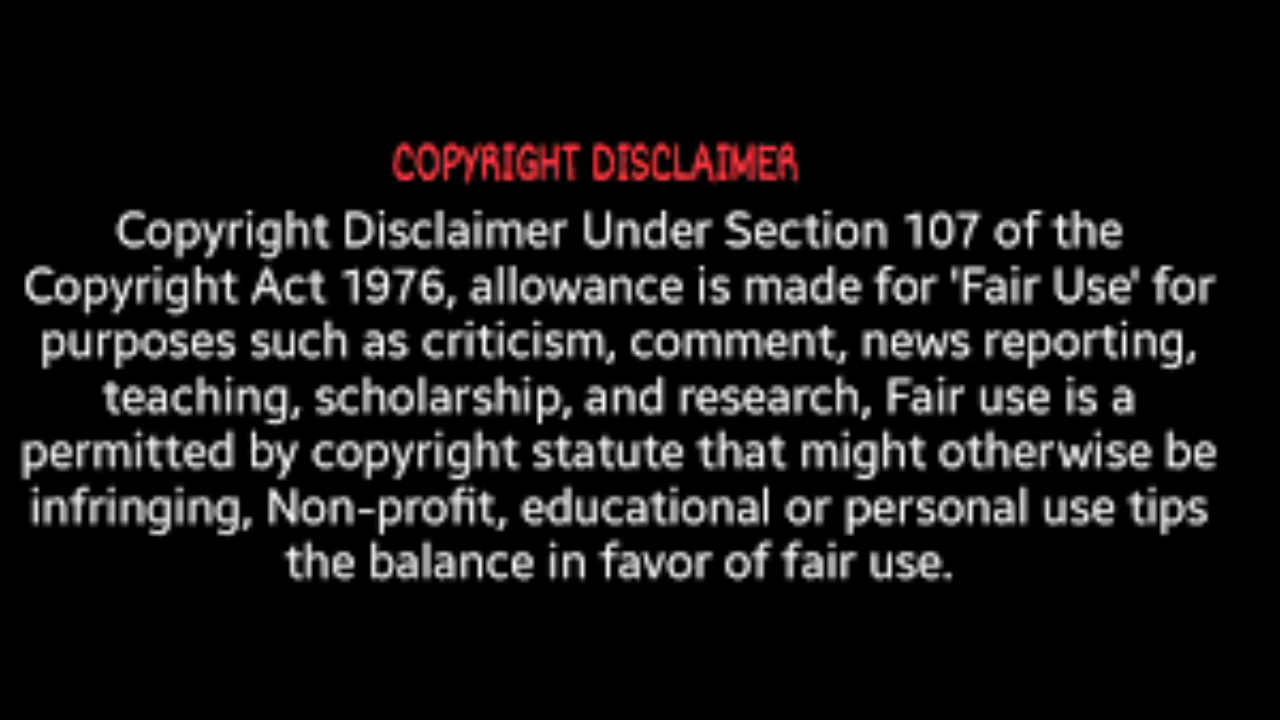 COPYRIGHT DISCLAIMER
Copyright Disclaimer Under Section 107 of the
Copyright Act 1976, allowance is made for 'Fair Use' for
purposes such as criticism, comment, news reporting,
teaching, scholarship, and research, Fair use is a
permitted by copyright statute that might otherwise be
infringing, Non-profit, educational or personal use tips
the balance in favor of fair use.